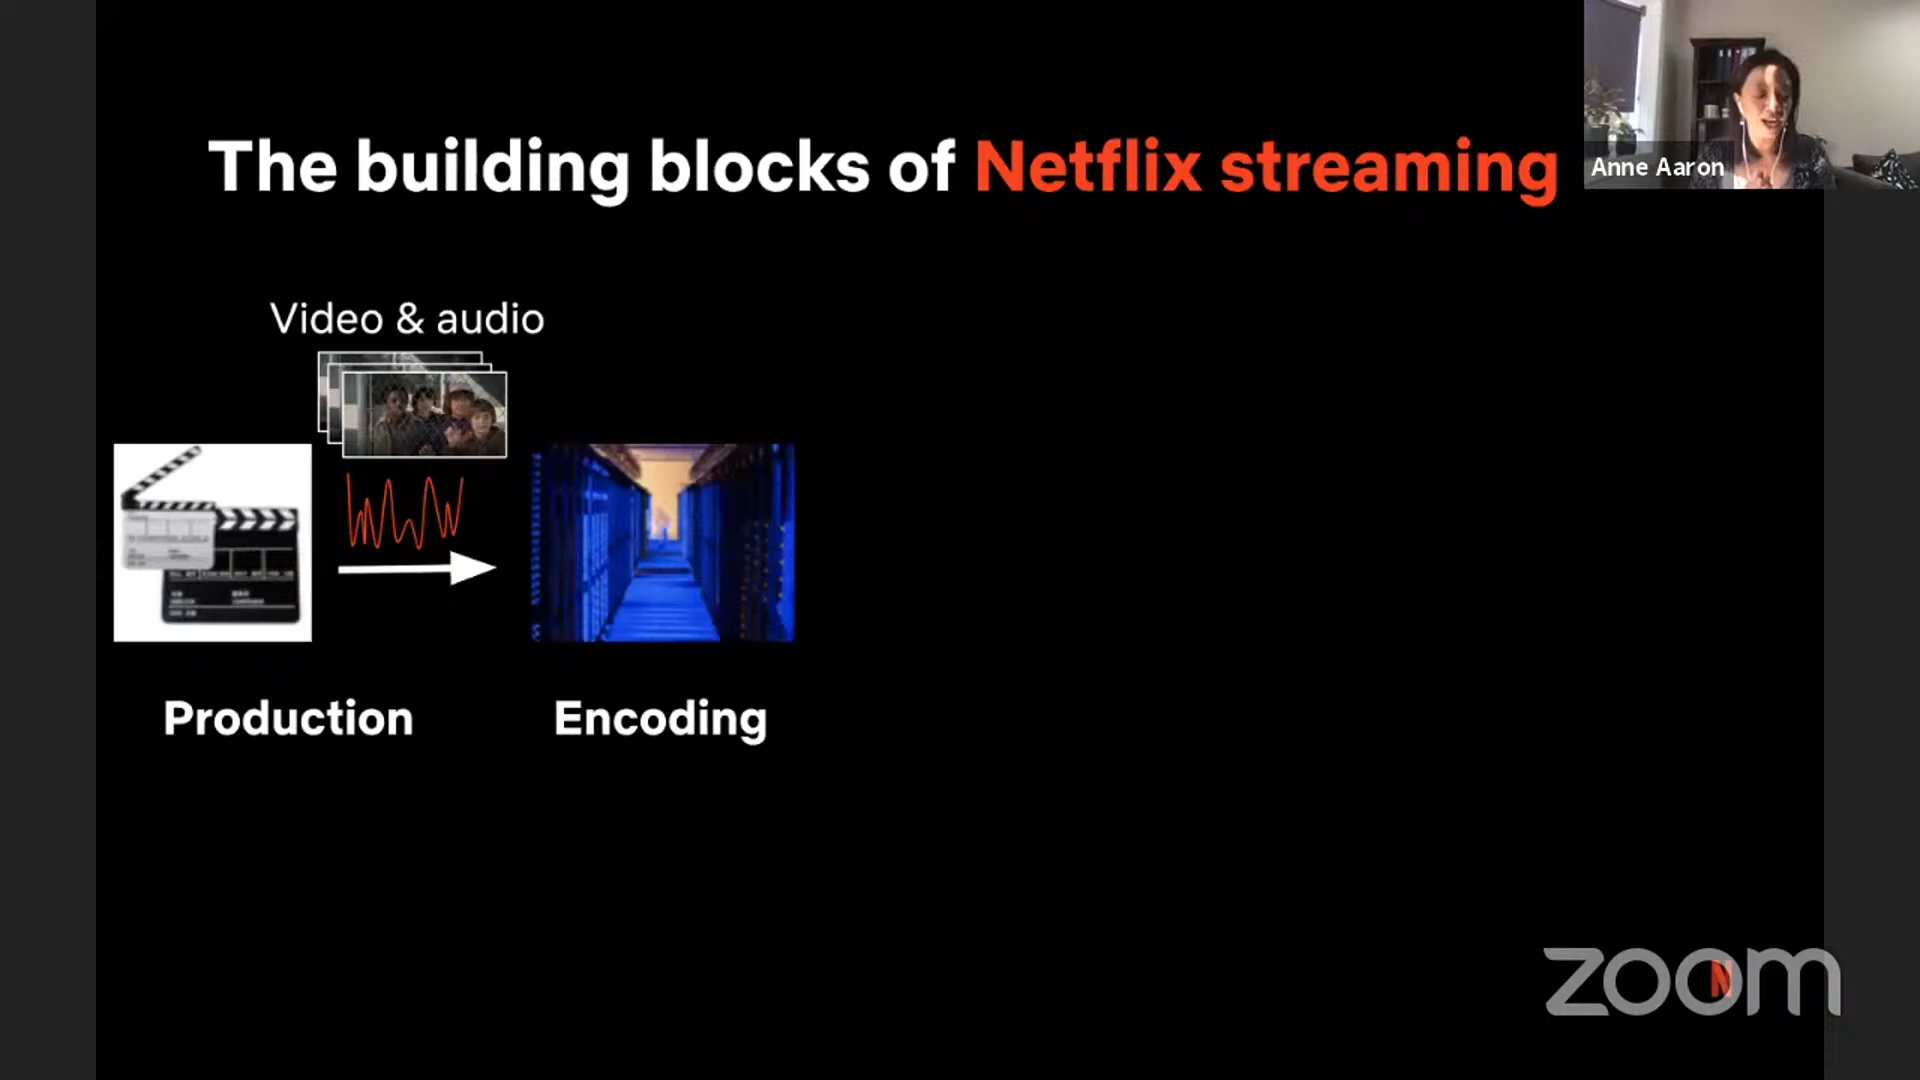 The building blocks of Netflix streaming
Anne Aaron
Video & audio
Production
Encoding
zoom
N